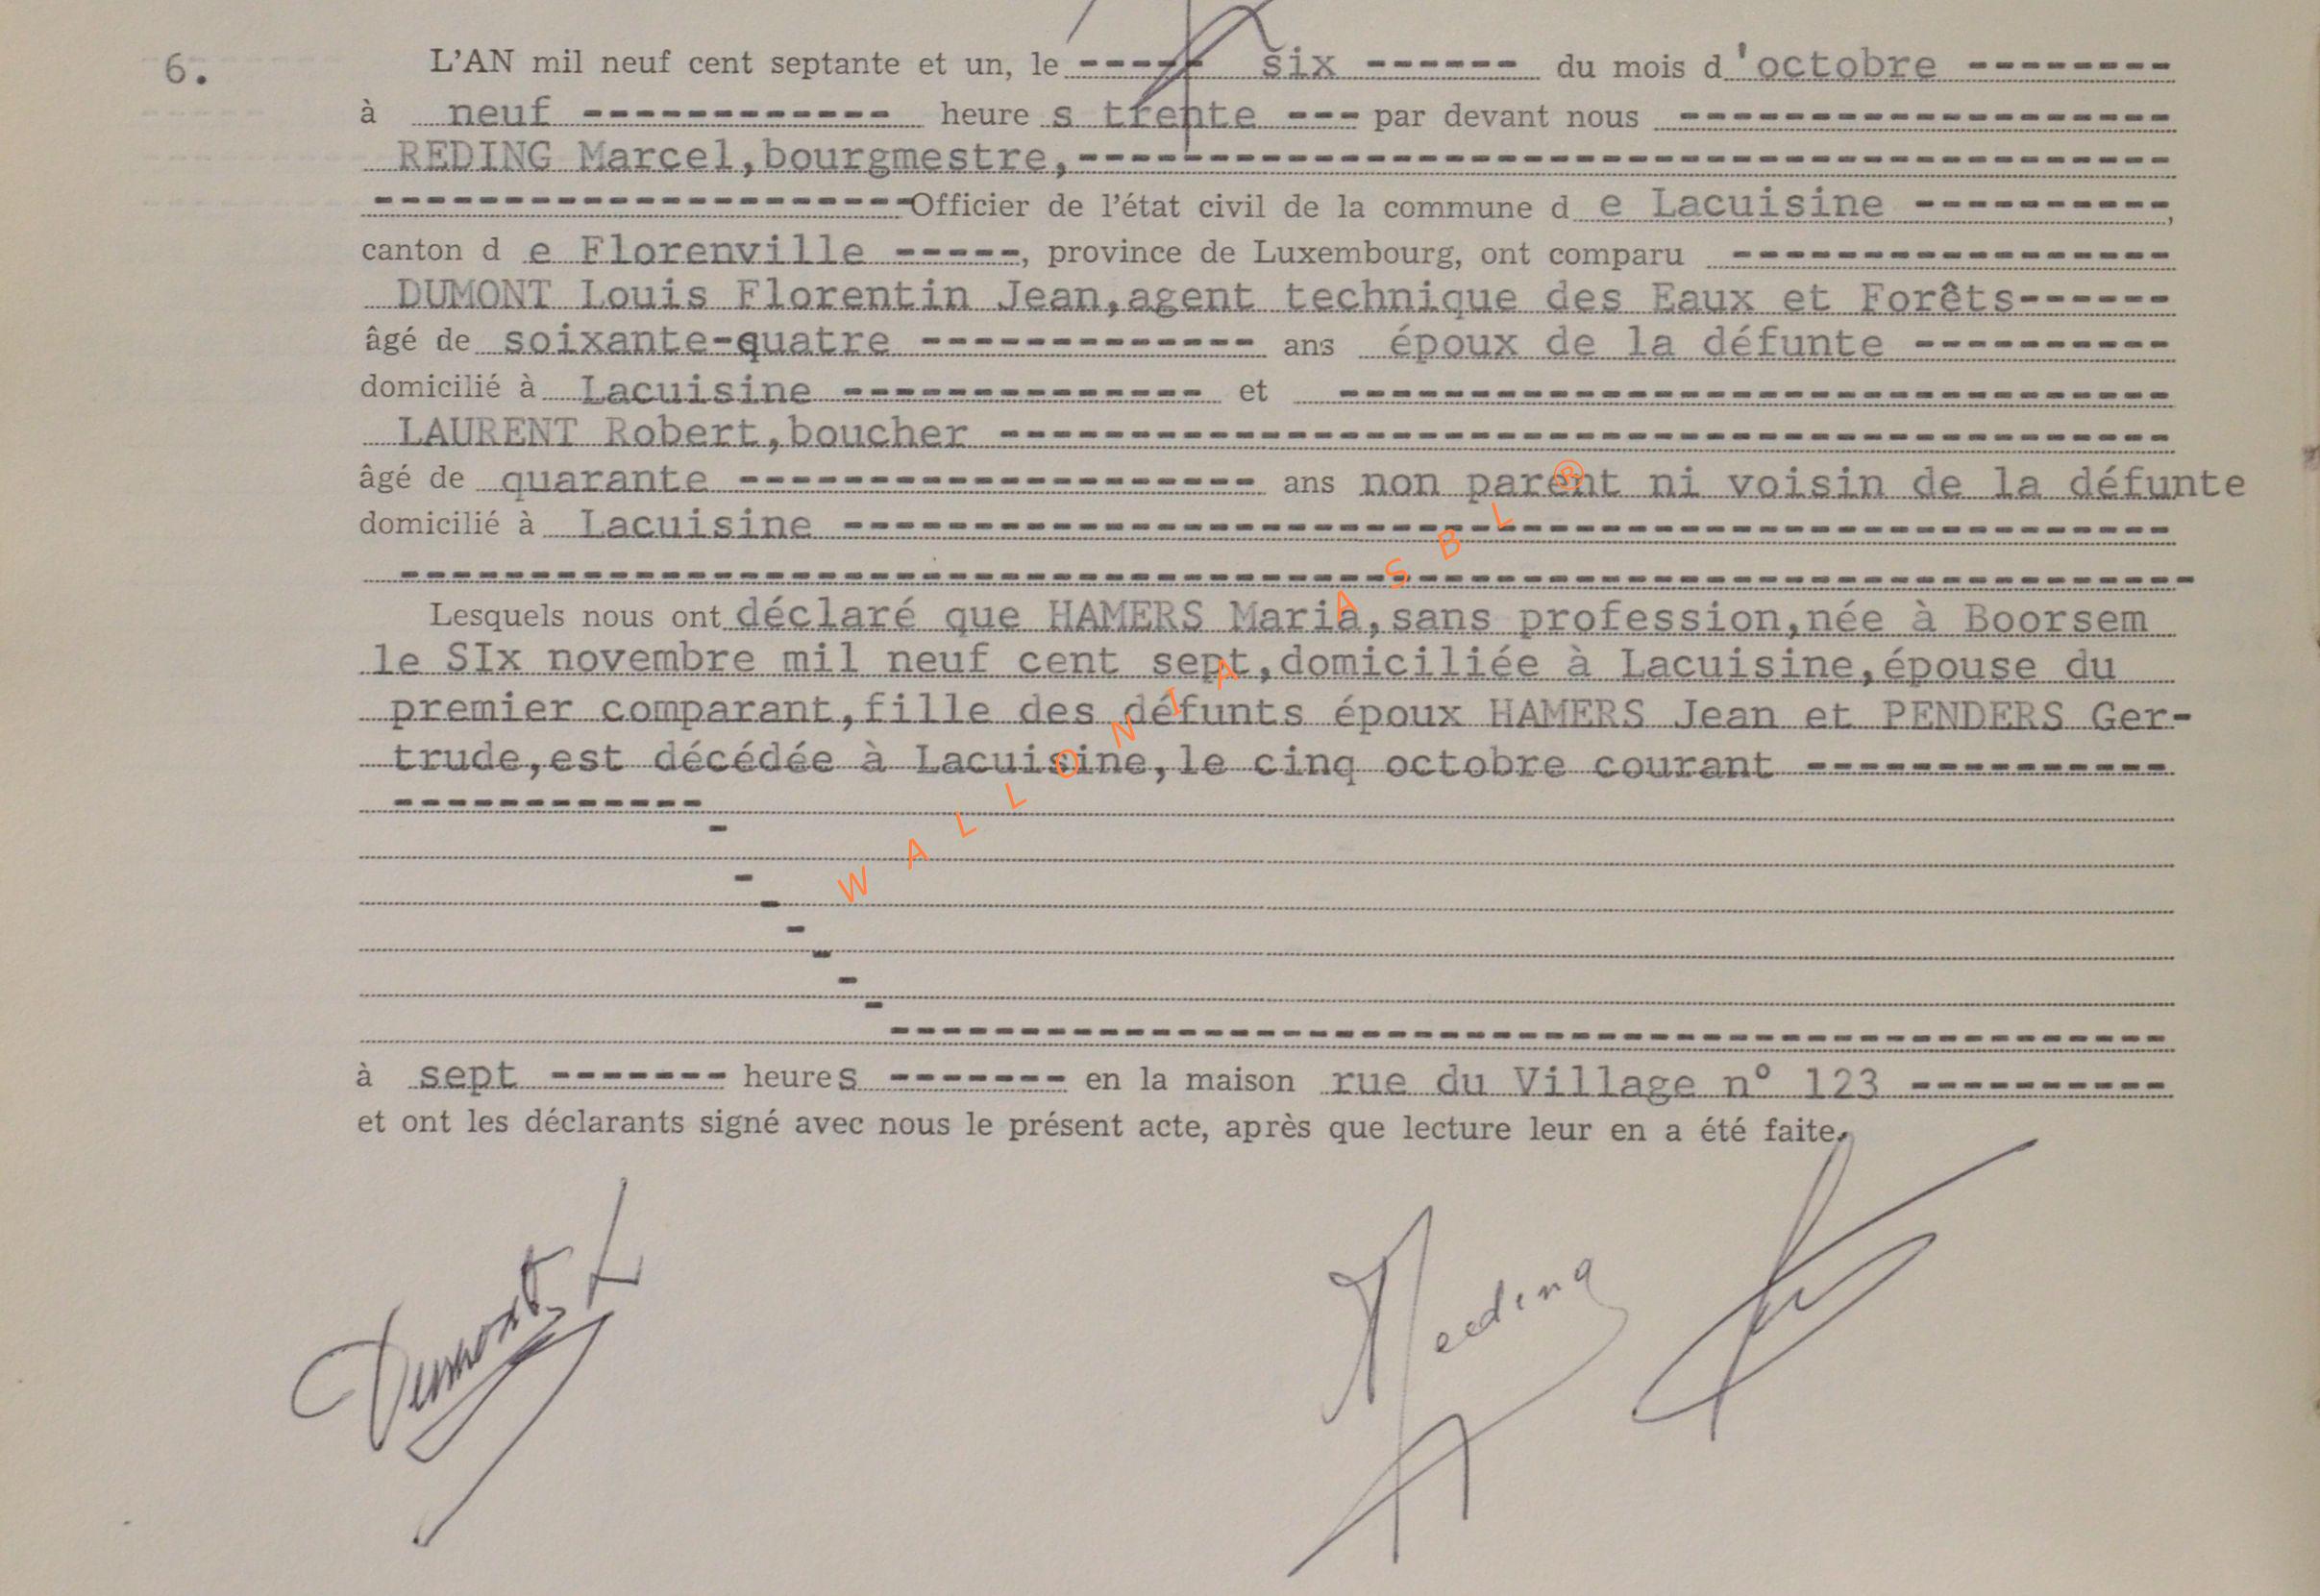 6.
L'AN mil neuf cent septante et un, le ----- six ------ du mois d'octobre --------
à neuf ------------ heure s trente --- par devant nous -------------------
REDING Marcel,bourgmestre,------------------------------------------
---------------------Officier de l'état civil de la commune d e Lacuisine ----------,
canton d e Florenville -----, province de Luxembourg, ont comparu -----------------
DUMONT Louis Florentin Jean,agent technique des Eaux et Forêts------
âgé de soixante-quatre ------------- ans époux de la défunte ----------
domicilié à Lacuisine -------------- et --------------------------------
LAURENT Robert,boucher ---------------------------------------------
âgé de quarante -------------------- ans non parent ni voisin de la défunte
domicilié à Lacuisine ---------------------------------------------------
---------------------------------------------------------------------
Lesquels nous ont déclaré que HAMERS Maria,sans profession,née à Boorsem
le SIx novembre mil neuf cent sept,domiciliée à Lacuisine,épouse du
premier comparant,fille des défunts époux HAMERS Jean et PENDERS Ger-
trude,est décédée à Lacuisine,le cinq octobre courant --------------
------------
à sept ------- heures ------- en la maison rue du Village n° 123 ----------
et ont les déclarants signé avec nous le présent acte, après que lecture leur en a été faite.
Dumont L
Reding
WALLONIA ASBL ®